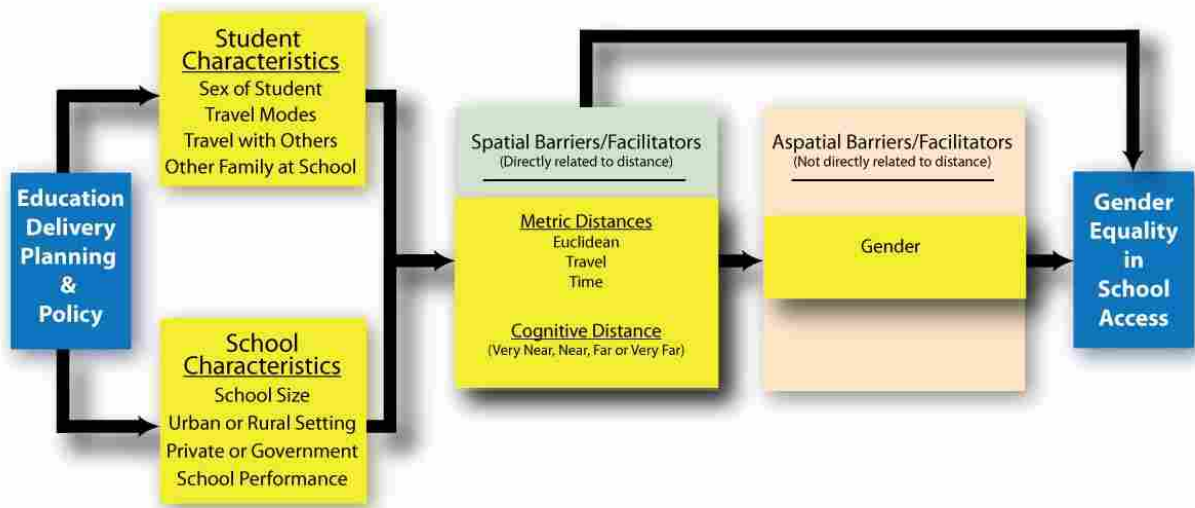 Education
Delivery
Planning
&
Policy
Student
Characteristics
Sex of Student
Travel Modes
Travel with Others
Other Family at School
School
Characteristics
School Size
Urban or Rural Setting
Private or Government
School Performance
Spatial Barriers/Facilitators
(Directly related to distance)
Metric Distances
Euclidean
Travel
Time
Cognitive Distance
(Very Near, Near, Far or Very Far)
Aspatial Barriers/Facilitators
(Not directly related to distance)
Gender
Gender
Equality
in
School
Access